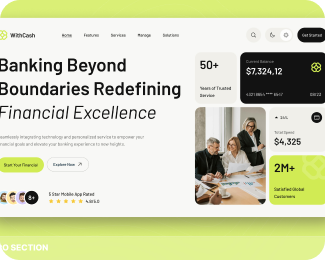 WithCash
Home Features Services Manage Solutions
Get Started
Banking Beyond
Boundaries Redefining
Financial Excellence
seamlessly integrating technology and personalized service to empower your
financial goals and elevate your banking experience to new heights.
Start Your Financial
Explore Now
8+
5 Star Mobile App Rated
4.8/5.0
50+
Years of Trusted
Service
Current Balance
$7,324,12
Total Spend
$4,325
2M+
Satisfied Global
Customers
O SECTION